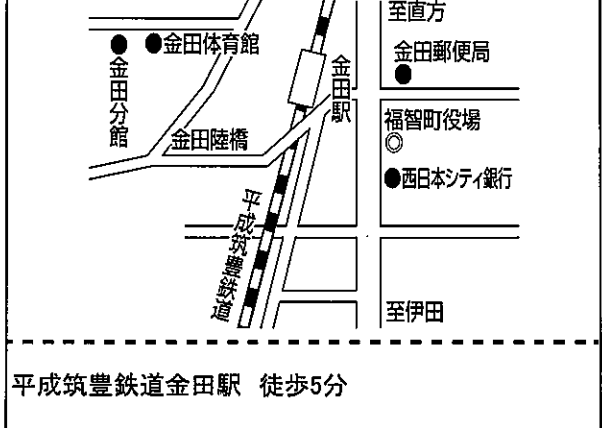 至直方
金田体育館
金田郵便局
金田分館
金田駅
福智町役場
金田陸橋
西日本シティ銀行
平成筑豊鉄道
至伊田
平成筑豊鉄道金田駅 徒歩5分